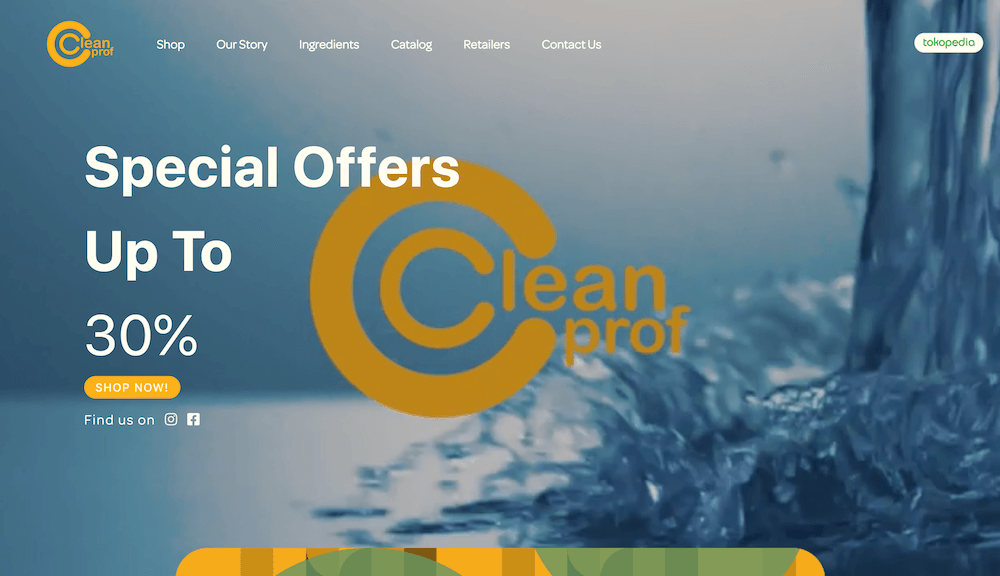 Clean
prof
Shop
Our Story
Ingredients
Catalog
Retailers
Contact Us
tokopedia
Special Offers
Up To
30%
Clean
prof
SHOP NOW!
Find us on